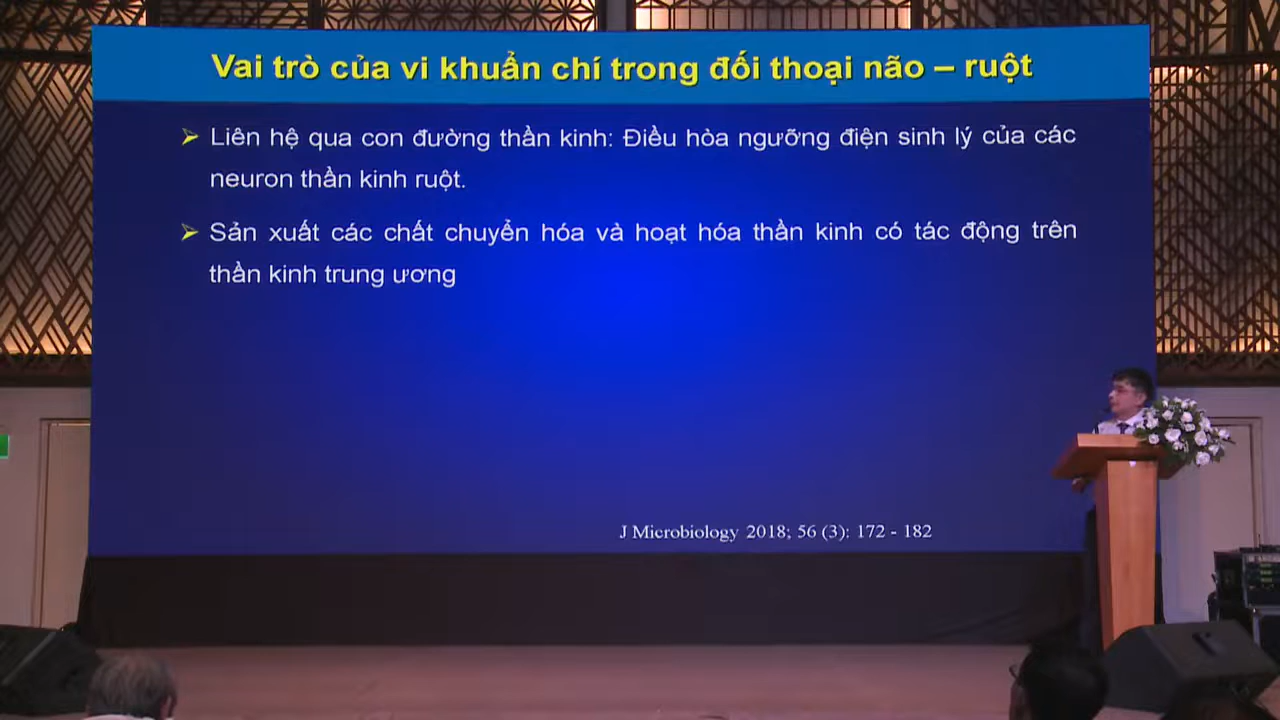 Vai trò của vi khuẩn chí trong đối thoại não – ruột
➢ Liên hệ qua con đường thần kinh: Điều hòa ngưỡng điện sinh lý của các
neuron thần kinh ruột.
➢ Sản xuất các chất chuyển hóa và hoạt hóa thần kinh có tác động trên
thần kinh trung ương
J Microbiology 2018; 56 (3): 172 - 182